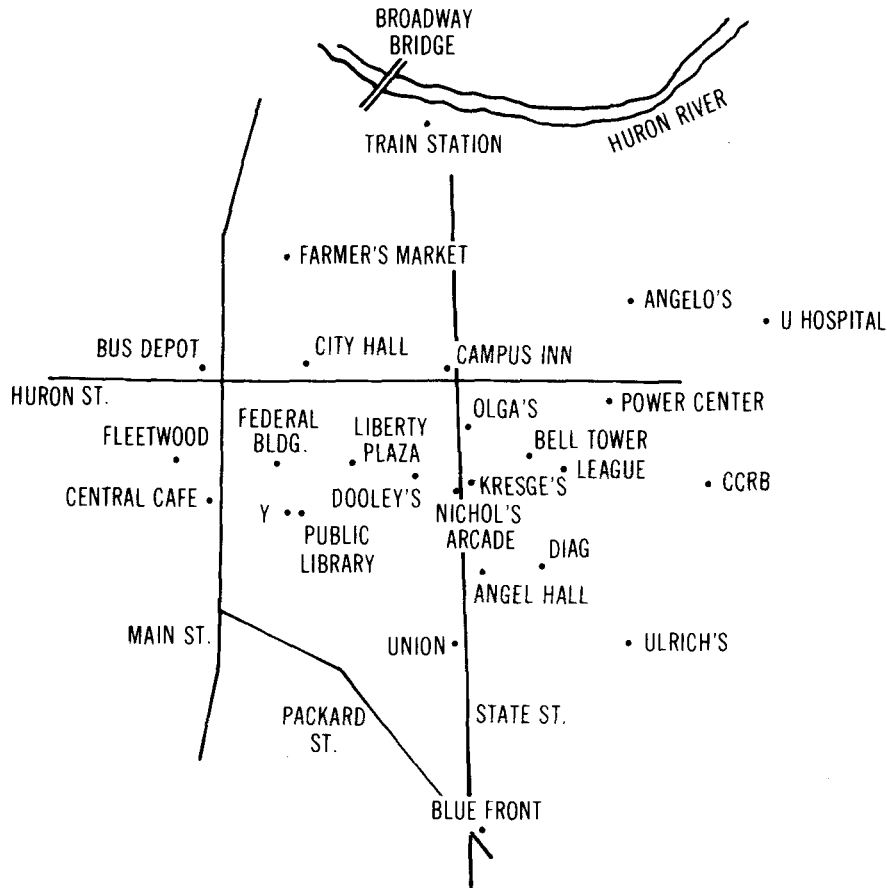 BROADWAY
BRIDGE
HURON RIVER
TRAIN STATION
FARMER'S MARKET
ANGELO'S
U HOSPITAL
BUS DEPOT
CITY HALL
CAMPUS INN
HURON ST.
POWER CENTER
OLGA'S
FEDERAL
BLDG.
FLEETWOOD
LIBERTY
PLAZA
BELL TOWER
LEAGUE
CENTRAL CAFE
DOOLEY'S
KRESGE'S
CCRB
Y
PUBLIC
LIBRARY
NICHOL'S
ARCADE
DIAG
ANGEL HALL
MAIN ST.
UNION
ULRICH'S
PACKARD
ST.
STATE ST.
BLUE FRONT